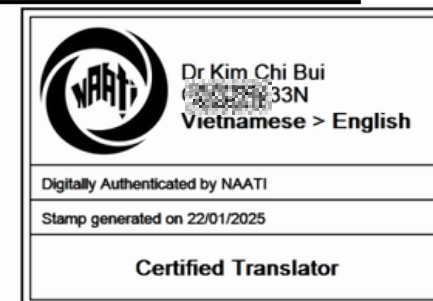 NAATI
Dr Kim Chi Bui
33N
Vietnamese > English
Digitally Authenticated by NAATI
Stamp generated on 22/01/2025
Certified Translator